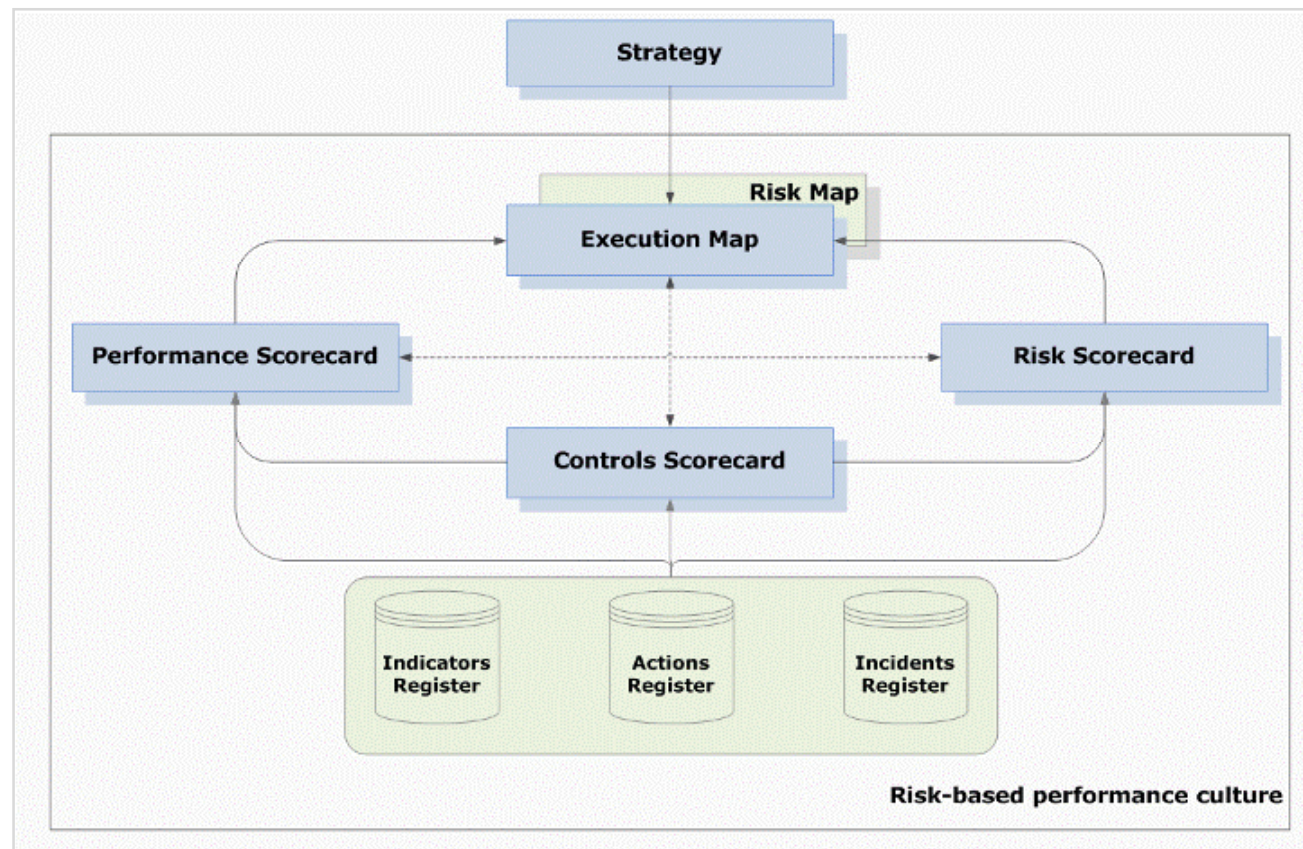 Strategy
Risk Map
Execution Map
Performance Scorecard
Risk Scorecard
Controls Scorecard
Indicators
Register
Actions
Register
Incidents
Register
Risk-based performance culture